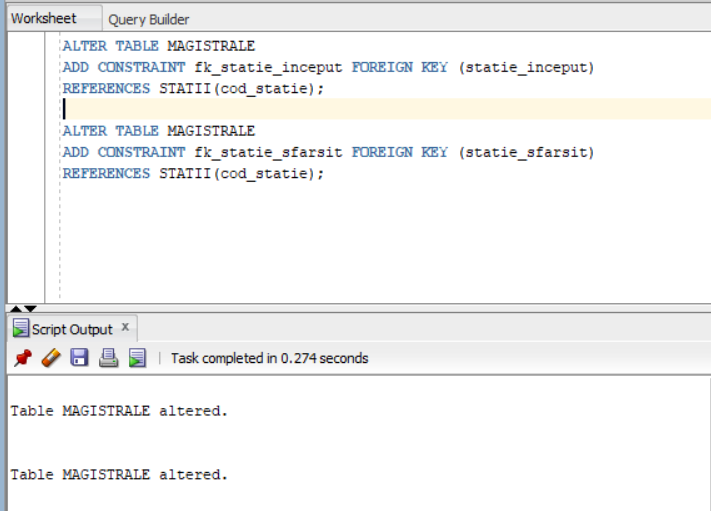 Worksheet Query Builder
ALTER TABLE MAGISTRALE
ADD CONSTRAINT fk_statie_inceput FOREIGN KEY (statie_inceput)
REFERENCES STATII(cod_statie);
ALTER TABLE MAGISTRALE
ADD CONSTRAINT fk_statie_sfarsit FOREIGN KEY (statie_sfarsit)
REFERENCES STATII(cod_statie);
Script Output x
Task completed in 0.274 seconds
Table MAGISTRALE altered.
Table MAGISTRALE altered.